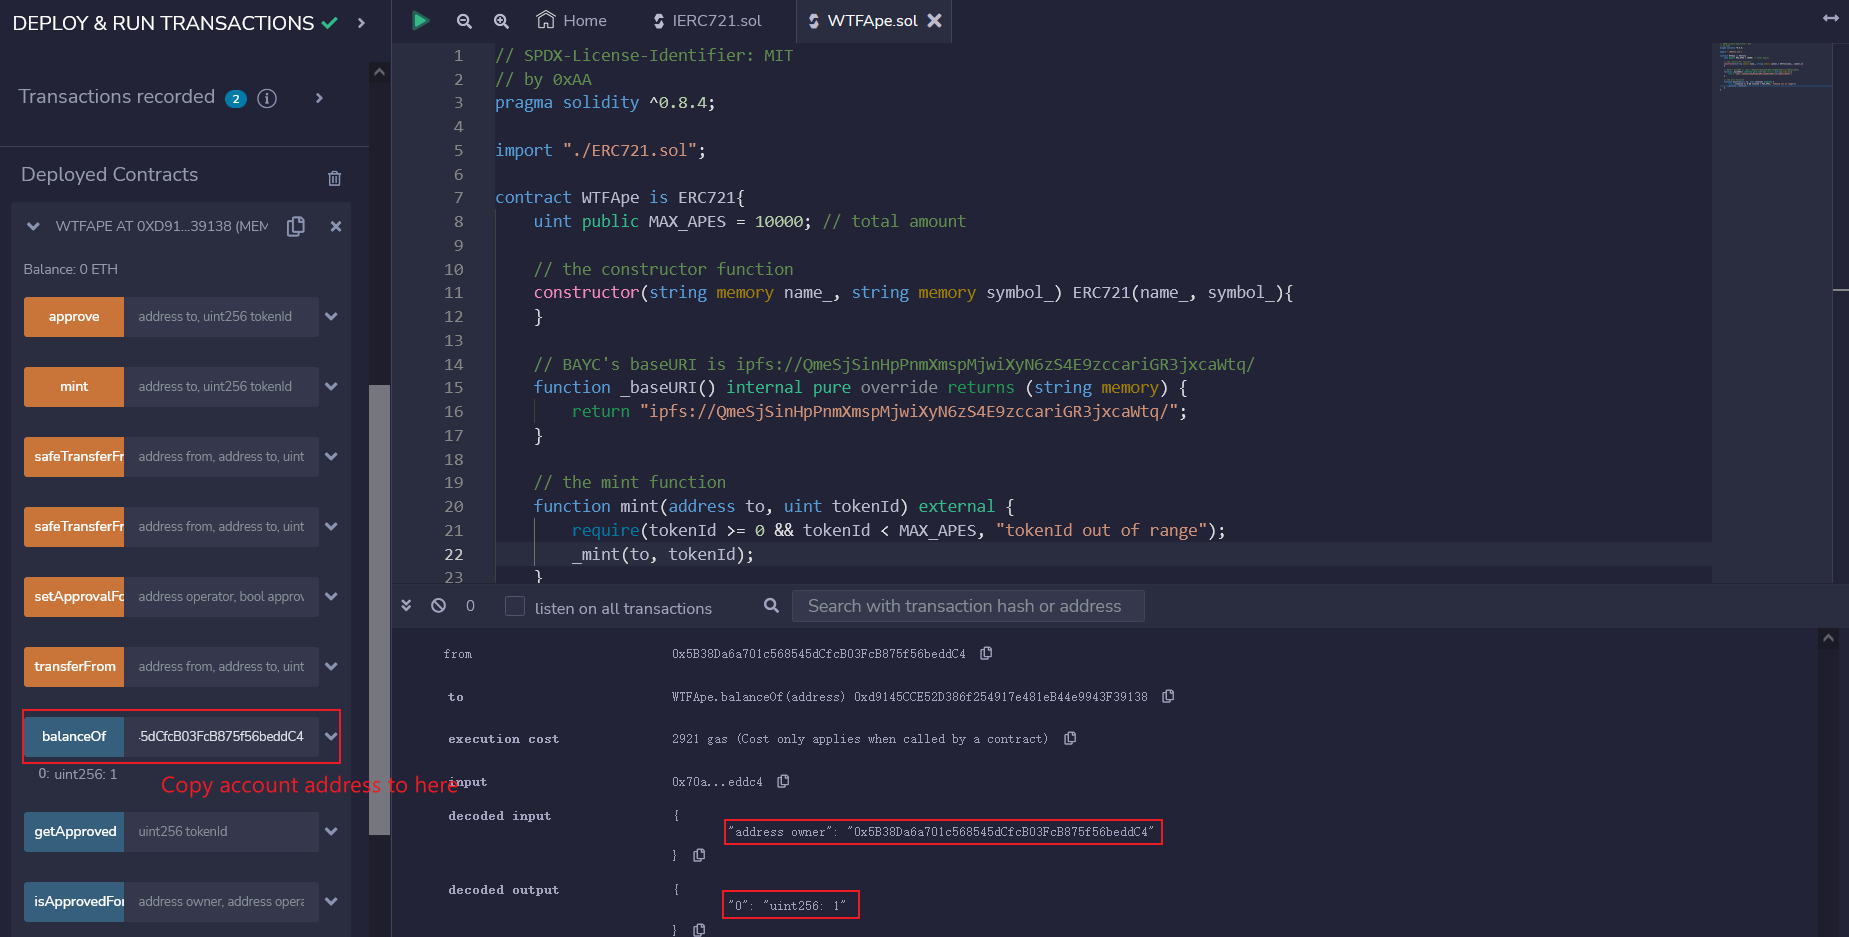 DEPLOY & RUN TRANSACTIONS
Transactions recorded 2 i
Deployed Contracts
WTFAPE AT 0XD91...39138 (MEM
Balance: 0 ETH
approve address to, uint256 tokenId
mint address to, uint256 tokenId
safeTransferFr address from, address to, uint
safeTransferFr address from, address to, uint
setApprovalFo address operator, bool approv
transferFrom address from, address to, uint
balanceOf 5dCfcB03FcB875f56beddC4
0: uint256: 1
Copy account address to here
getApproved uint256 tokenId
isApprovedFor address owner, address opera
Home IERC721.sol WTFApe.sol
1 // SPDX-License-Identifier: MIT
2 // by 0xAA
3 pragma solidity ^0.8.4;
4
5 import "./ERC721.sol";
6
7 contract WTFApe is ERC721{
8 uint public MAX_APES = 10000; // total amount
9
10 // the constructor function
11 constructor(string memory name_, string memory symbol_) ERC721(name_, symbol_){
12 }
13
14 // BAYC's baseURI is ipfs://QmeSjSinHpPnmXmspMjwiXyN6zS4E9zccariGR3jxcaWtq/
15 function _baseURI() internal pure override returns (string memory) {
16 return "ipfs://QmeSjSinHpPnmXmspMjwiXyN6zS4E9zccariGR3jxcaWtq/";
17 }
18
19 // the mint function
20 function mint(address to, uint tokenId) external {
21 require(tokenId >= 0 && tokenId < MAX_APES, "tokenId out of range");
22 _mint(to, tokenId);
23 }
0 listen on all transactions Search with transaction hash or address
from 0x5B38Da6a701c568545dCfcB03FcB875f56beddC4
to WTFApe.balanceOf(address) 0xd9145CCE52D386f254917e481eB44e9943F39138
execution cost 2921 gas (Cost only applies when called by a contract)
input 0x70a...eddc4
decoded input {
"address owner": "0x5B38Da6a701c568545dCfcB03FcB875f56beddC4"
}
decoded output {
"0": "uint256: 1"
}